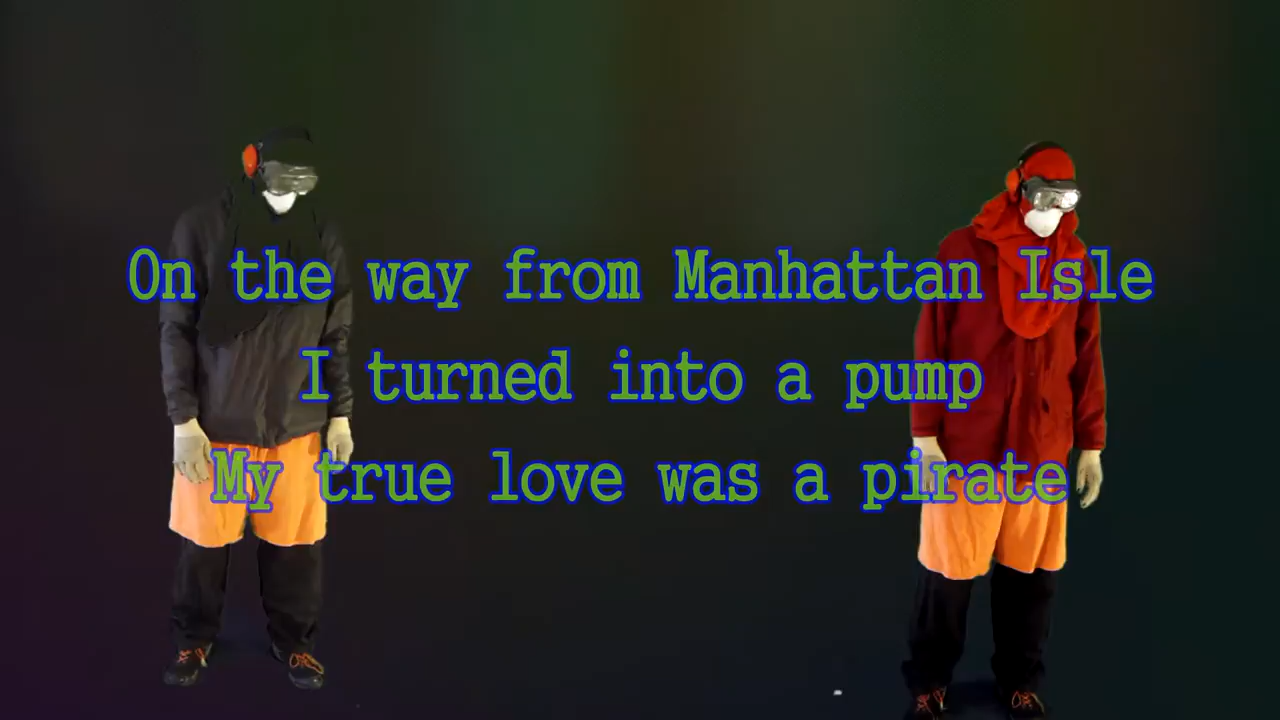 On the way from Manhattan Isle
I turned into a pump
My true love was a pirate